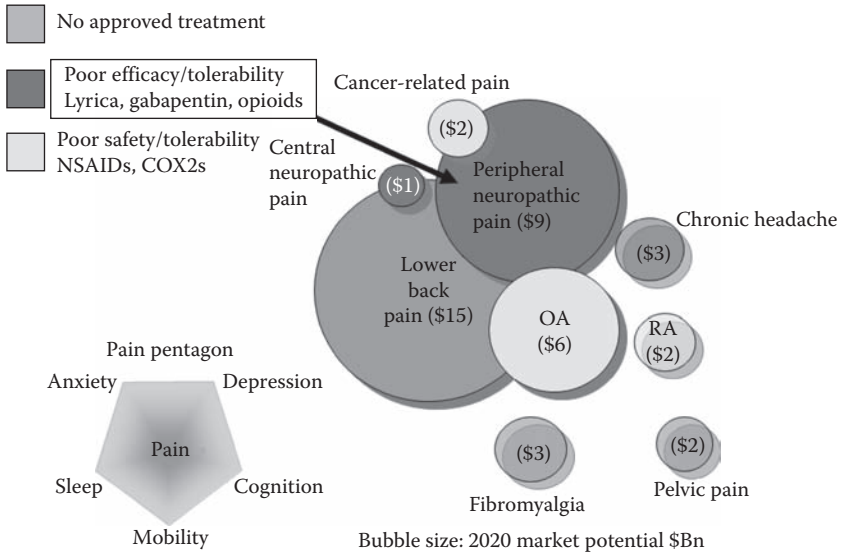 No approved treatment
Poor efficacy/tolerability
Lyrica, gabapentin, opioids
Poor safety/tolerability
NSAIDs, COX2s
Cancer-related pain
($2)
Central
neuropathic
pain
($1)
Peripheral
neuropathic
pain ($9)
Chronic headache
($3)
Lower
back
pain ($15)
OA
($6)
RA
($2)
Pain pentagon
Anxiety
Depression
Pain
Sleep
Cognition
Mobility
($3)
Fibromyalgia
($2)
Pelvic pain
Bubble size: 2020 market potential $Bn